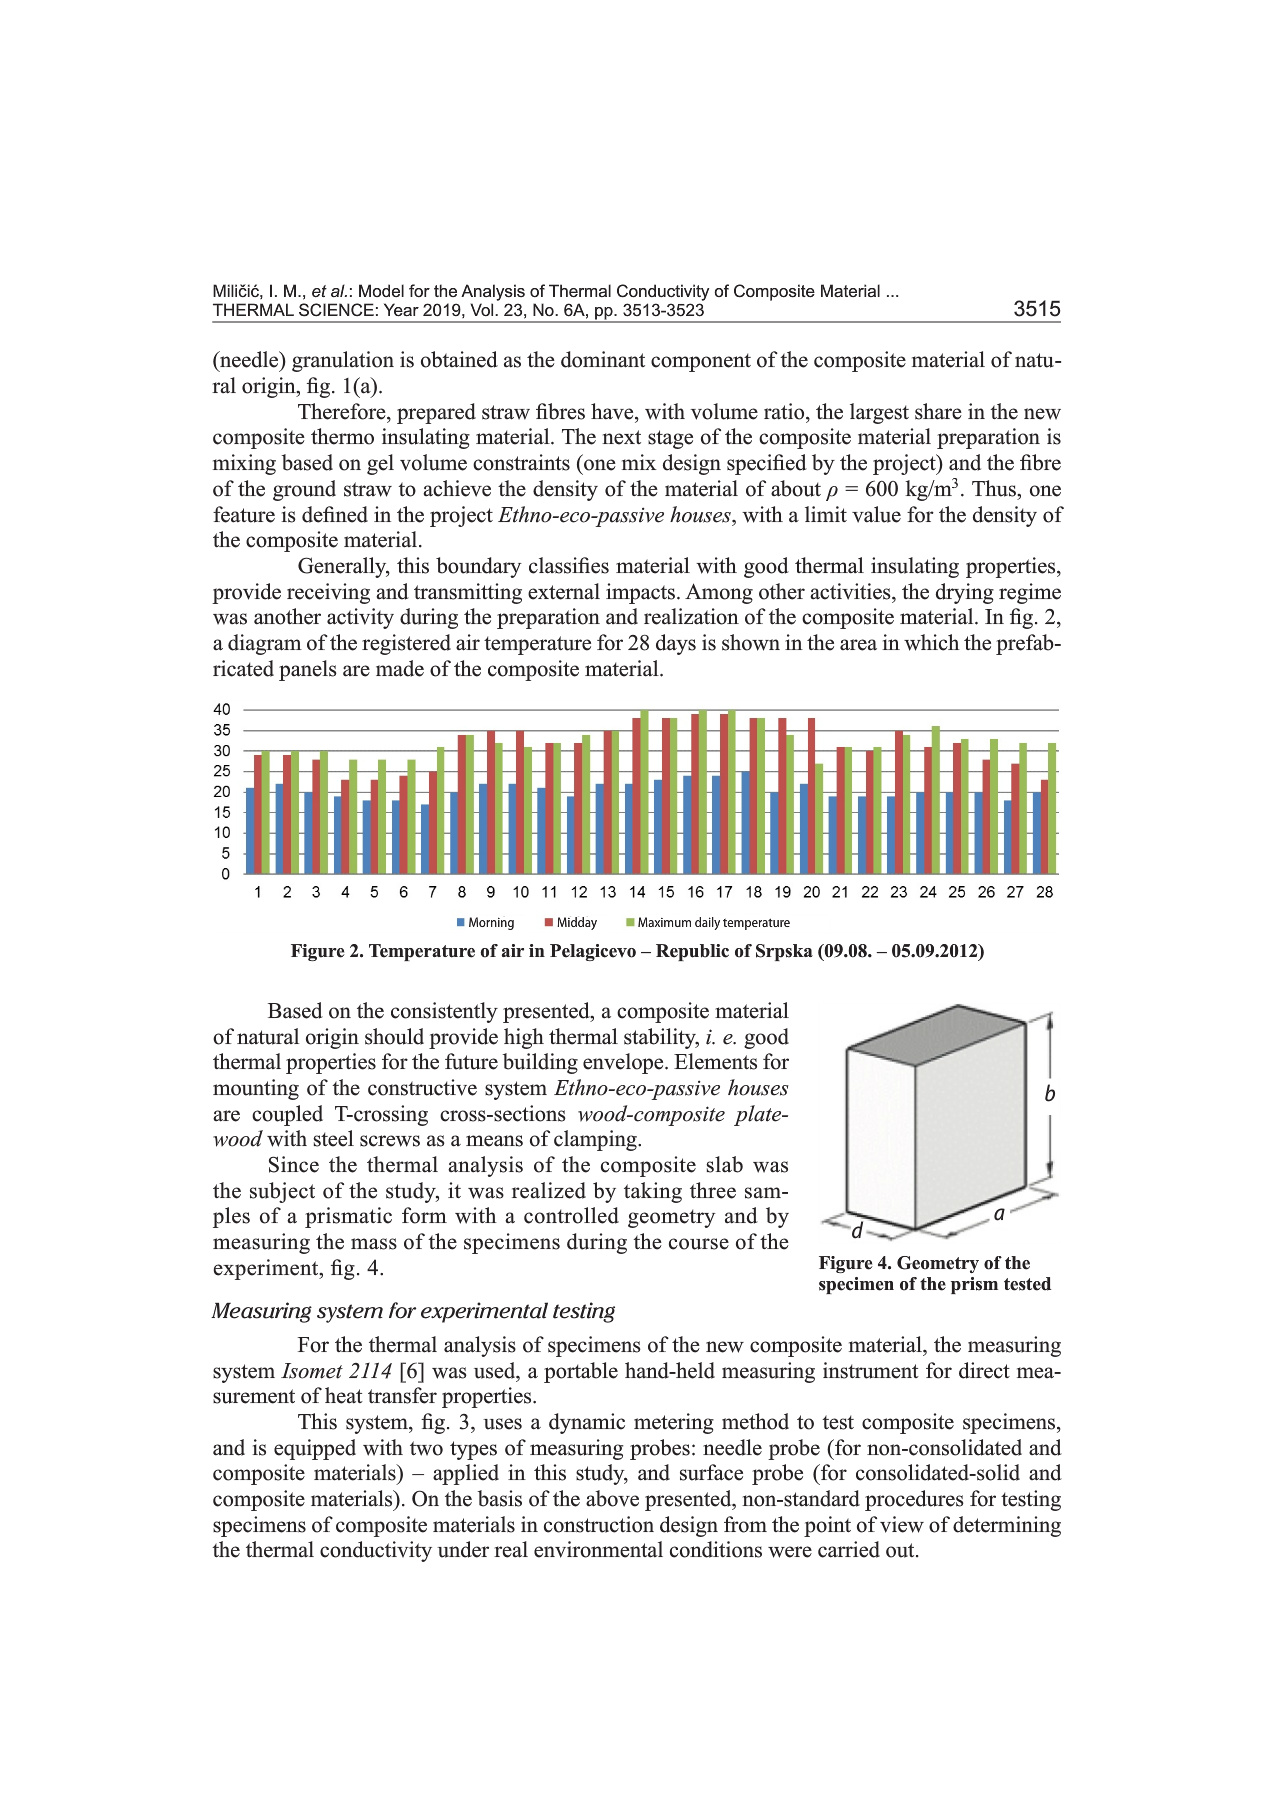 Miličić, I. M., et al.: Model for the Analysis of Thermal Conductivity of Composite Material ...
THERMAL SCIENCE: Year 2019, Vol. 23, No. 6A, pp. 3513-3523 3515
(needle) granulation is obtained as the dominant component of the composite material of natu-
ral origin, fig. 1(a).
Therefore, prepared straw fibres have, with volume ratio, the largest share in the new
composite thermo insulating material. The next stage of the composite material preparation is
mixing based on gel volume constraints (one mix design specified by the project) and the fibre
of the ground straw to achieve the density of the material of about ρ = 600 kg/m³. Thus, one
feature is defined in the project Ethno-eco-passive houses, with a limit value for the density of
the composite material.
Generally, this boundary classifies material with good thermal insulating properties,
provide receiving and transmitting external impacts. Among other activities, the drying regime
was another activity during the preparation and realization of the composite material. In fig. 2,
a diagram of the registered air temperature for 28 days is shown in the area in which the prefab-
ricated panels are made of the composite material.
40
35
30
25
20
15
10
5
0
1 2 3 4 5 6 7 8 9 10 11 12 13 14 15 16 17 18 19 20 21 22 23 24 25 26 27 28
Morning Midday Maximum daily temperature
Figure 2. Temperature of air in Pelagicevo – Republic of Srpska (09.08. – 05.09.2012)
Based on the consistently presented, a composite material
of natural origin should provide high thermal stability, i. e. good
thermal properties for the future building envelope. Elements for
mounting of the constructive system Ethno-eco-passive houses
are coupled T-crossing cross-sections wood-composite plate-
wood with steel screws as a means of clamping.
Since the thermal analysis of the composite slab was
the subject of the study, it was realized by taking three sam-
ples of a prismatic form with a controlled geometry and by
measuring the mass of the specimens during the course of the
experiment, fig. 4.
b
a
d
Figure 4. Geometry of the
specimen of the prism tested
Measuring system for experimental testing
For the thermal analysis of specimens of the new composite material, the measuring
system Isomet 2114 [6] was used, a portable hand-held measuring instrument for direct mea-
surement of heat transfer properties.
This system, fig. 3, uses a dynamic metering method to test composite specimens,
and is equipped with two types of measuring probes: needle probe (for non-consolidated and
composite materials) – applied in this study, and surface probe (for consolidated-solid and
composite materials). On the basis of the above presented, non-standard procedures for testing
specimens of composite materials in construction design from the point of view of determining
the thermal conductivity under real environmental conditions were carried out.